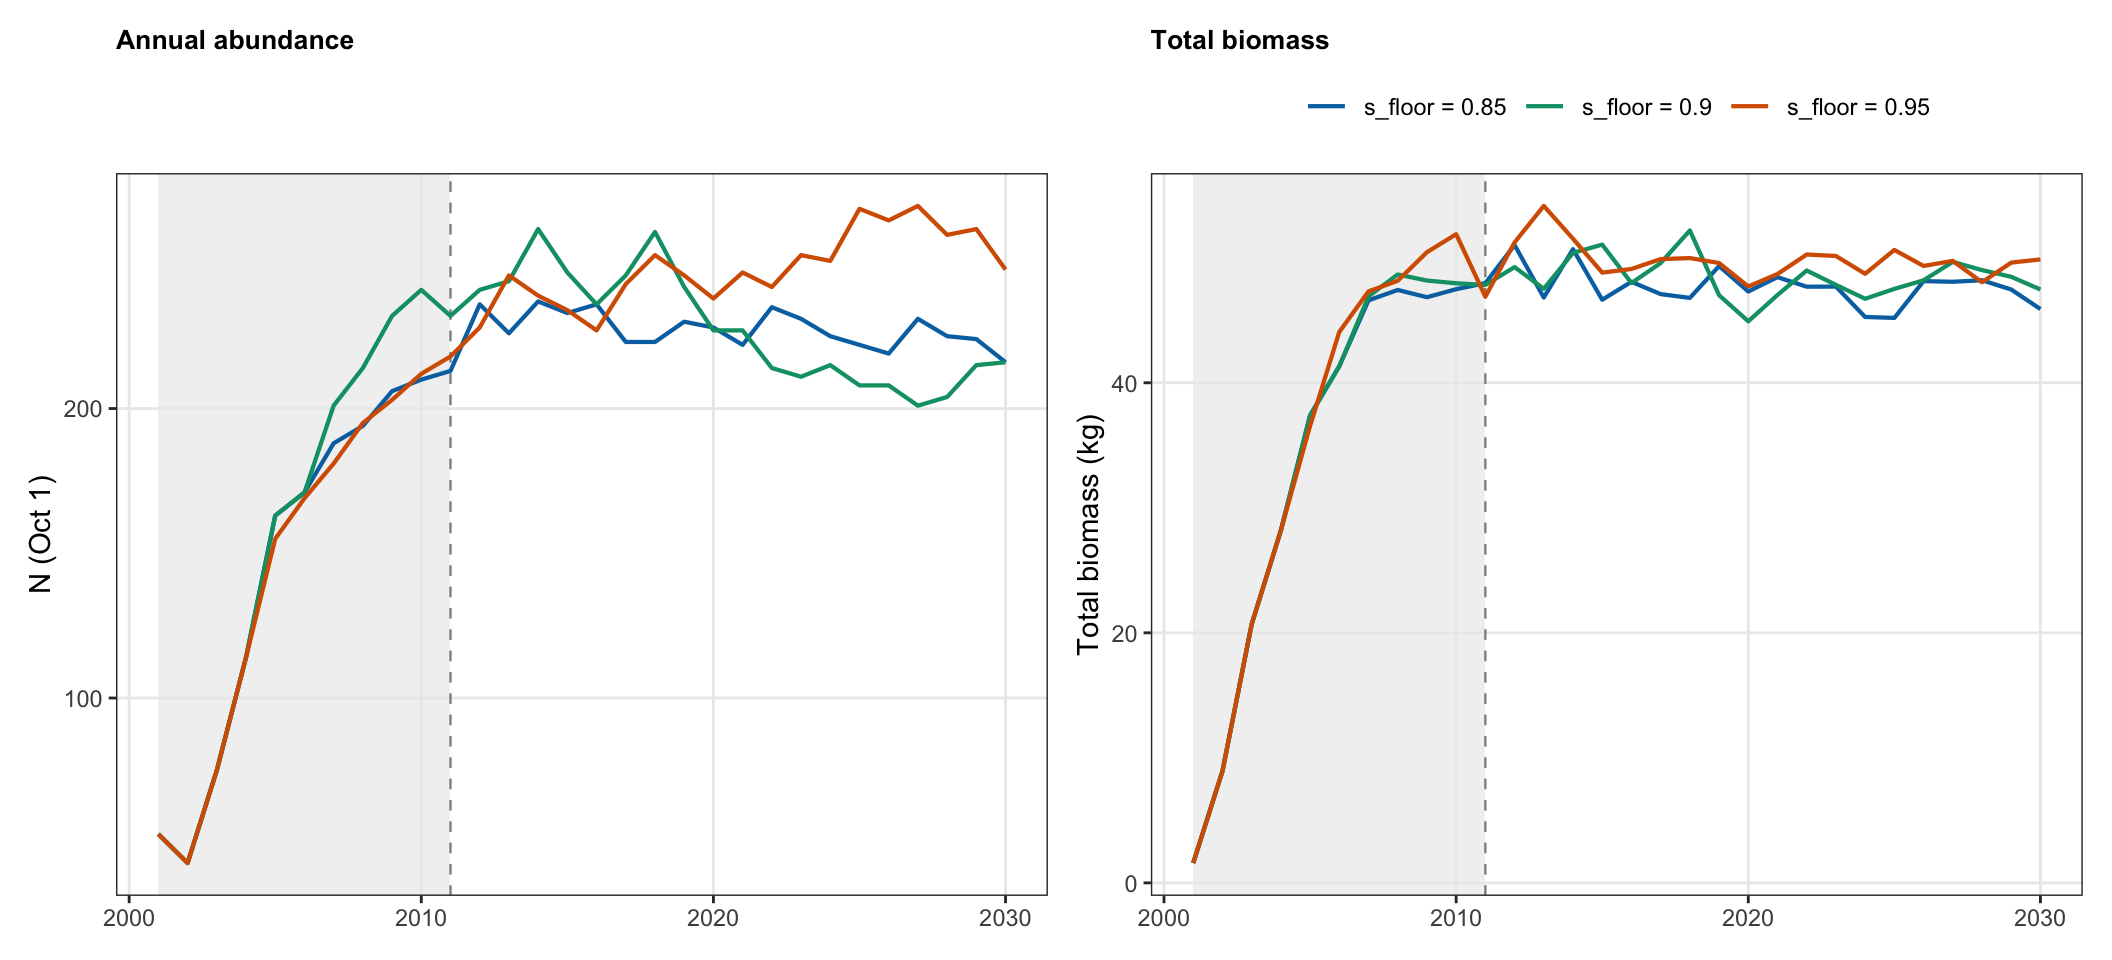 Annual abundance
Total biomass
s_floor = 0.85 s_floor = 0.9 s_floor = 0.95
N (Oct 1)
200
100
2000 2010 2020 2030
Total biomass (kg)
40
20
0
2000 2010 2020 2030